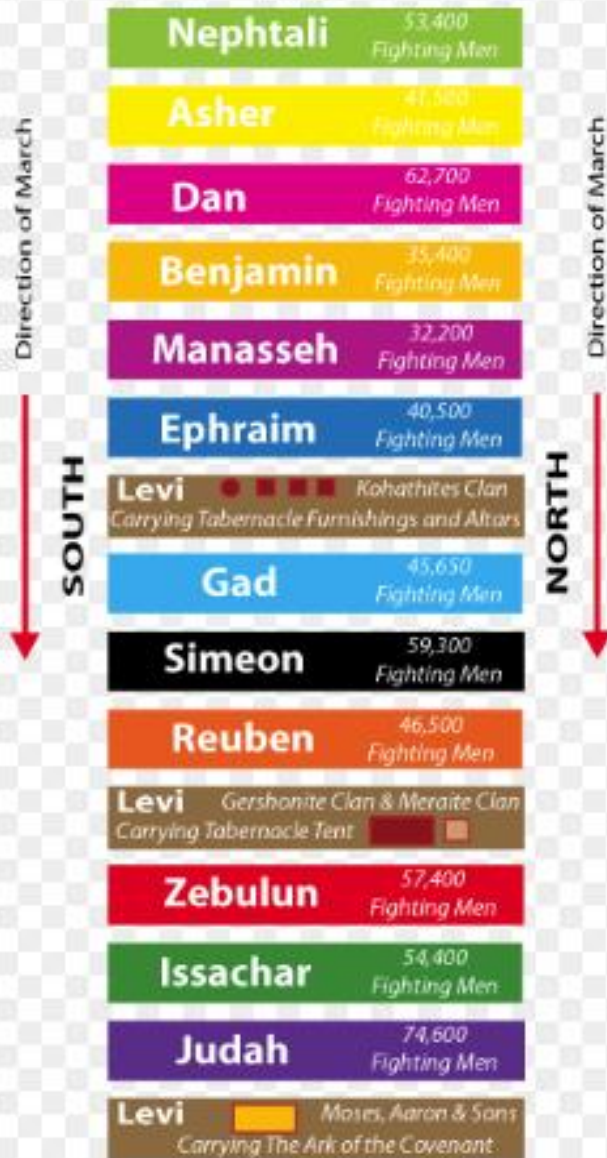 Direction of March
SOUTH
Nephtali
53,400
Fighting Men
Asher
41,500
Fighting Men
Dan
62,700
Fighting Men
Benjamin
35,400
Fighting Men
Manasseh
32,200
Fighting Men
Ephraim
40,500
Fighting Men
Levi Kohathites Clan
Carrying Tabernacle Furnishings and Altars
Gad
45,650
Fighting Men
Simeon
59,300
Fighting Men
Reuben
46,500
Fighting Men
Levi Gershonite Clan & Meraite Clan
Carrying Tabernacle Tent
Zebulun
57,400
Fighting Men
Issachar
54,400
Fighting Men
Judah
74,600
Fighting Men
Levi Moses, Aaron & Sons
Carrying The Ark of the Covenant
Direction of March
NORTH